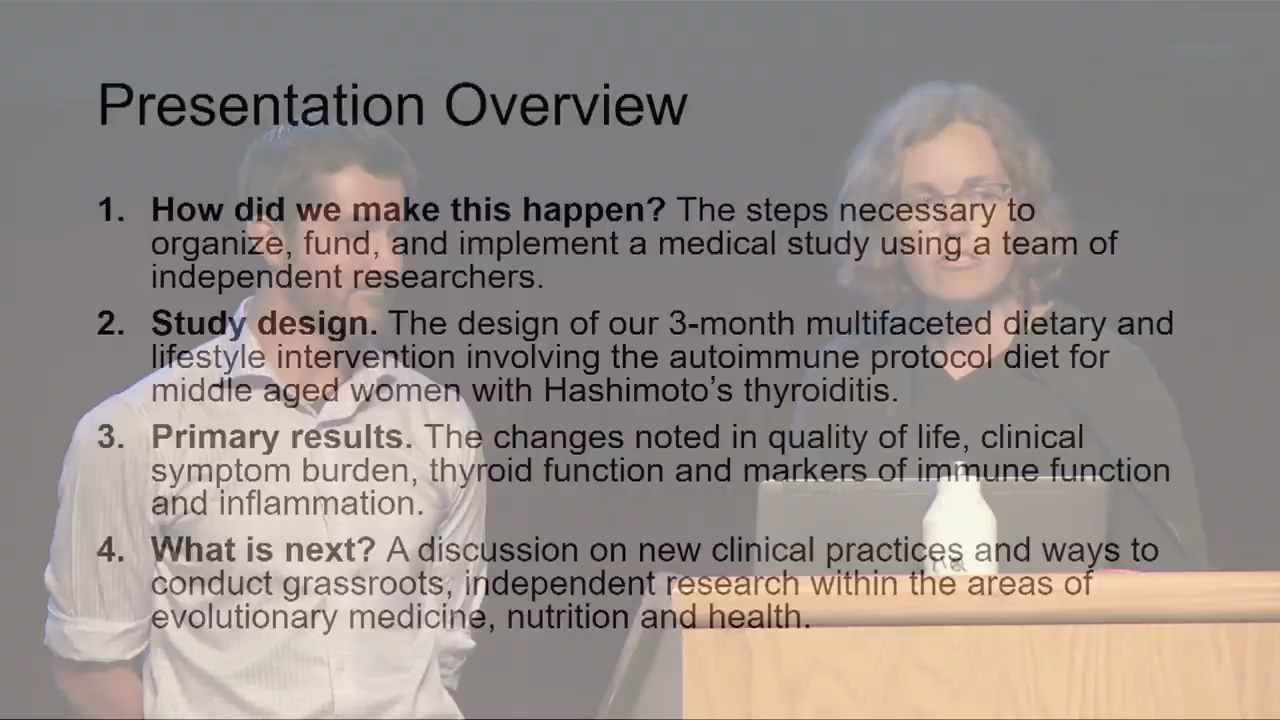 Presentation Overview
1. How did we make this happen? The steps necessary to
organize, fund, and implement a medical study using a team of
independent researchers.
2. Study design. The design of our 3-month multifaceted dietary and
lifestyle intervention involving the autoimmune protocol diet for
middle aged women with Hashimoto’s thyroiditis.
3. Primary results. The changes noted in quality of life, clinical
symptom burden, thyroid function and markers of immune function
and inflammation.
4. What is next? A discussion on new clinical practices and ways to
conduct grassroots, independent research within the areas of
evolutionary medicine, nutrition and health.